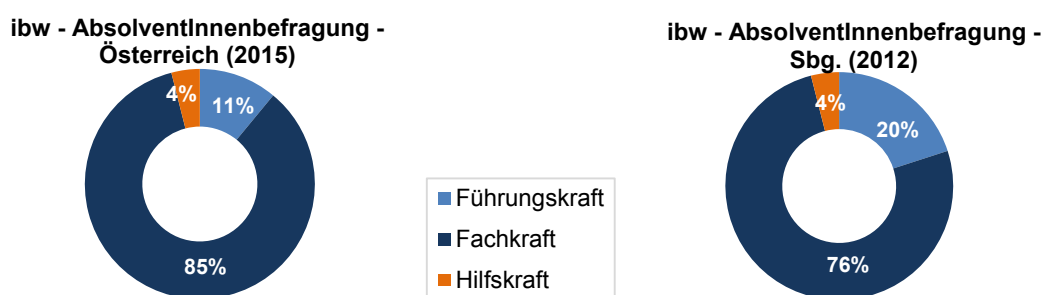 ibw - AbsolventInnenbefragung -
Österreich (2015)
4%
11%
85%
Führungskraft
Fachkraft
Hilfskraft
ibw - AbsolventInnenbefragung -
Sbg. (2012)
4%
20%
76%